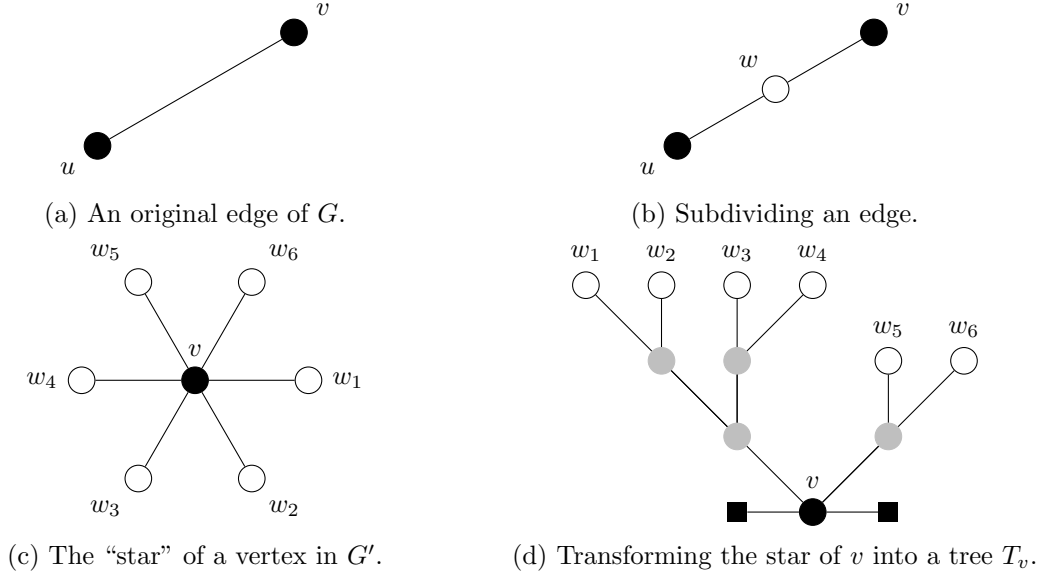 v
u
(a) An original edge of G.
v
w
u
(b) Subdividing an edge.
w₅ w₆
v
w₄ w₁
w₃ w₂
(c) The “star” of a vertex in G′.
w₁ w₂ w₃ w₄
w₅ w₆
v
(d) Transforming the star of v into a tree Tᵥ.